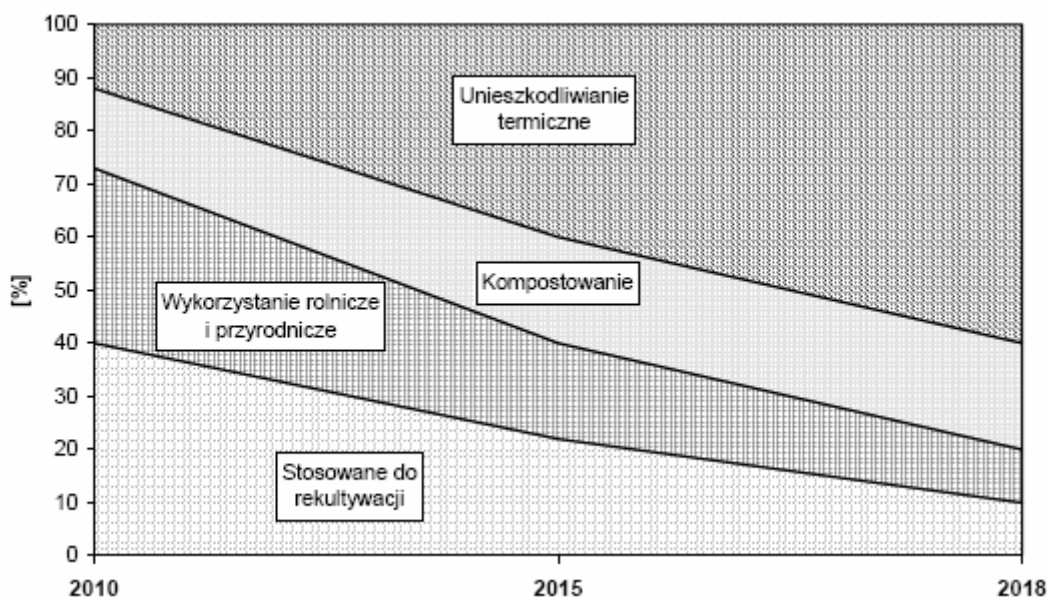 100
90
80
70
60
50
40
30
20
10
0
[%]
Unieszkodliwianie
termiczne
Kompostowanie
Wykorzystanie rolnicze
i przyrodnicze
Stosowane do
rekultywacji
2010 2015 2018